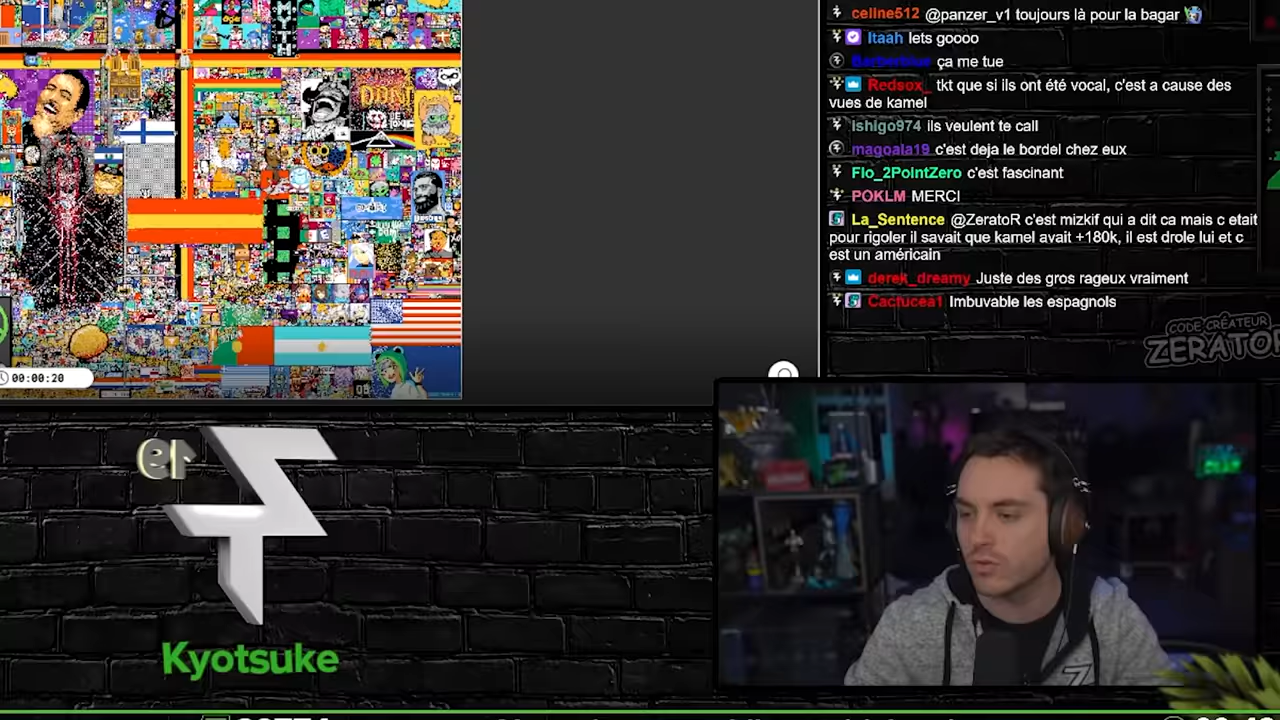 celine512 @panzer_v1 toujours là pour la bagar
Itaah lets goooo
ça me tue
Redsox_ tkt que si ils ont été vocal, c'est a cause des
vues de kamel
Ishigo974 ils veulent te call
magoala19 c'est deja le bordel chez eux
Flo_2PointZero c'est fascinant
POKLM MERCI
La_Sentence @ZeratoR c'est mizkif qui a dit ca mais c etait
pour rigoler il savait que kamel avait +180k, il est drole lui et c
est un américain
derek_dreamy Juste des gros rageux vraiment
Cacfucea1 Imbuvable les espagnols
CODE CRÉATEUR
ZERATOR
MYTH
00:00:20
19
Kyotsuke